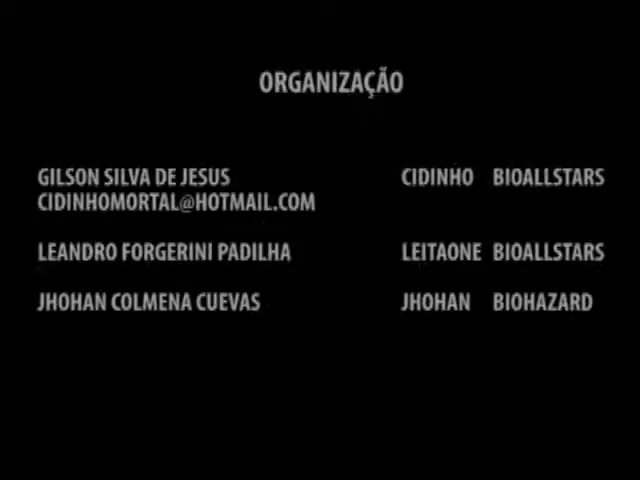 ORGANIZAÇÃO
GILSON SILVA DE JESUS CIDINHO BIOALLSTARS
CIDINHOMORTAL@HOTMAIL.COM
LEANDRO FORGERINI PADILHA LEITAONE BIOALLSTARS
JHOHAN COLMENA CUEVAS JHOHAN BIOHAZARD